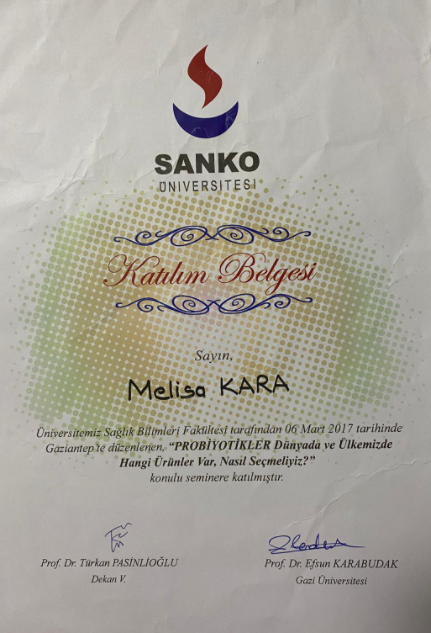 SANKO
ÜNİVERSİTESİ
Katılım Belgesi
Sayın,
Melisa KARA
Üniversitemiz Sağlık Bilimleri Fakültesi tarafından 06 Mart 2017 tarihinde
Gaziantep'te düzenlenen, “PROBİYOTİKLER Dünyada ve Ülkemizde
Hangi Ürünler Var, Nasıl Seçmeliyiz?”
konulu seminere katılmıştır.
Prof. Dr. Türkan PASİNLİOĞLU
Dekan V.
Prof. Dr. Efsun KARABUDAK
Gazi Üniversitesi